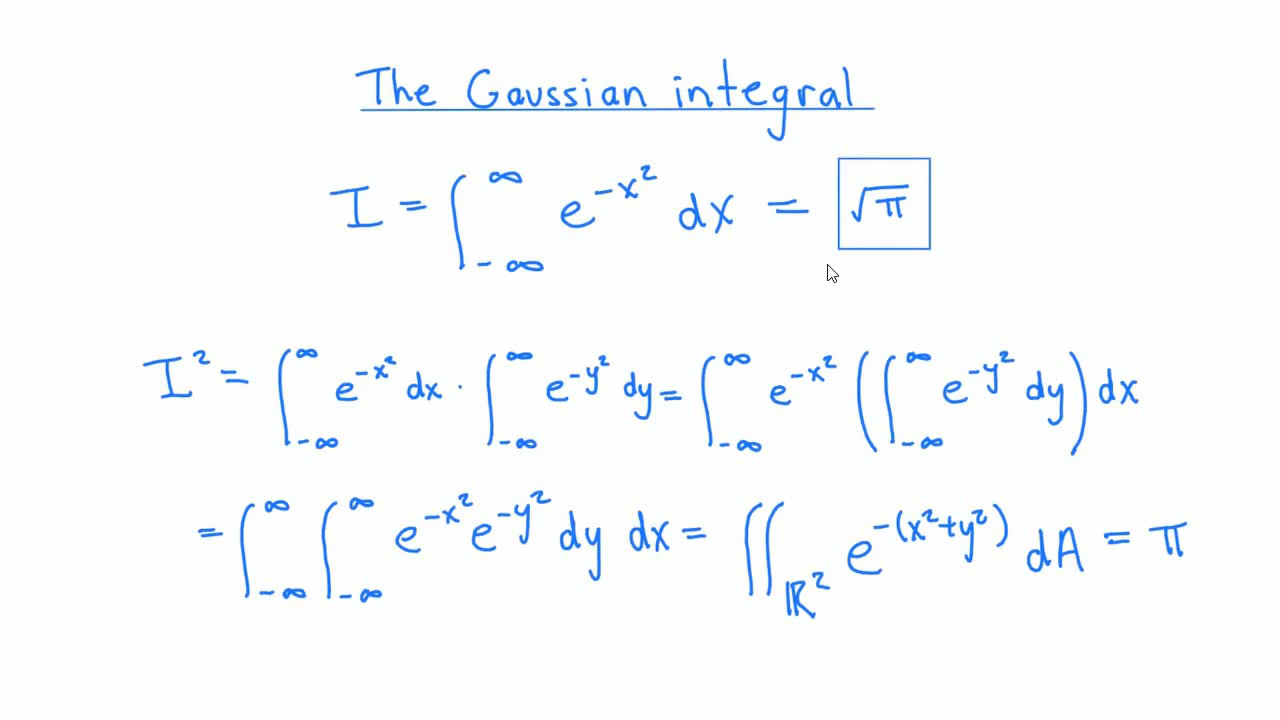 The Gaussian integral
I = ∫_{-∞}^{∞} e^{-x²} dx = √π
I² = ∫_{-∞}^{∞} e^{-x²} dx · ∫_{-∞}^{∞} e^{-y²} dy = ∫_{-∞}^{∞} e^{-x²} (∫_{-∞}^{∞} e^{-y²} dy) dx
= ∫_{-∞}^{∞} ∫_{-∞}^{∞} e^{-x²} e^{-y²} dy dx = ∬_{ℝ²} e^{-(x²+y²)} dA = π